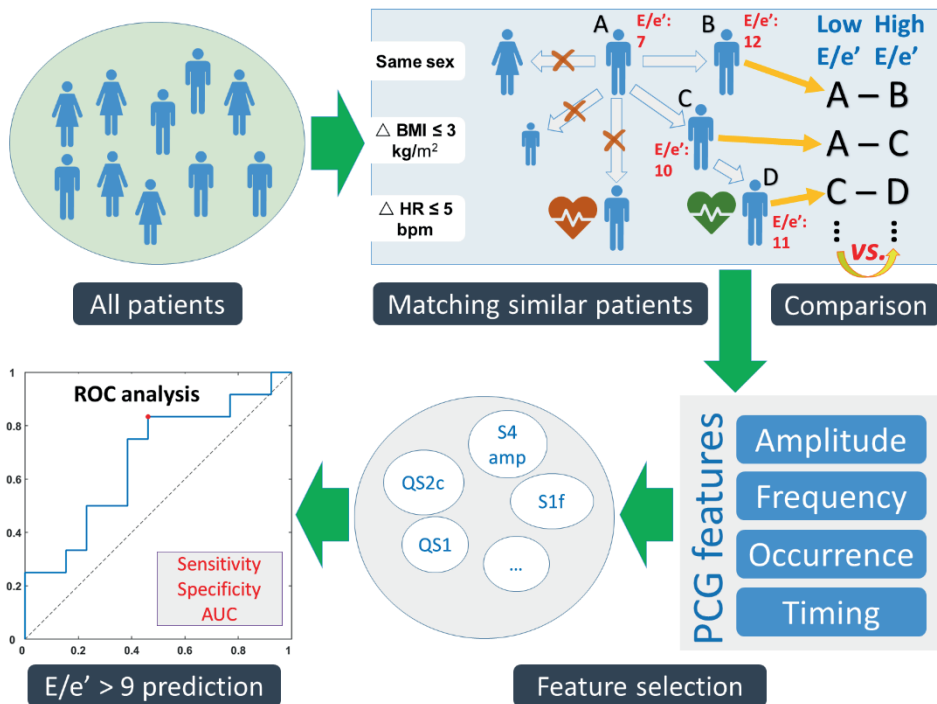 All patients
Same sex
△ BMI ≤ 3
kg/m²
△ HR ≤ 5
bpm
A
E/e’:
7
B
E/e’:
12
C
E/e’:
10
D
E/e’:
11
Low High
E/e’ E/e’
A – B
A – C
C – D
⋮ ⋮
vs.
Matching similar patients
Comparison
PCG features
Amplitude
Frequency
Occurrence
Timing
S4
amp
QS2c
S1f
QS1
...
Feature selection
ROC analysis
1
0.8
0.6
0.4
0.2
0
0 0.2 0.4 0.6 0.8 1
Sensitivity
Specificity
AUC
E/e’ > 9 prediction